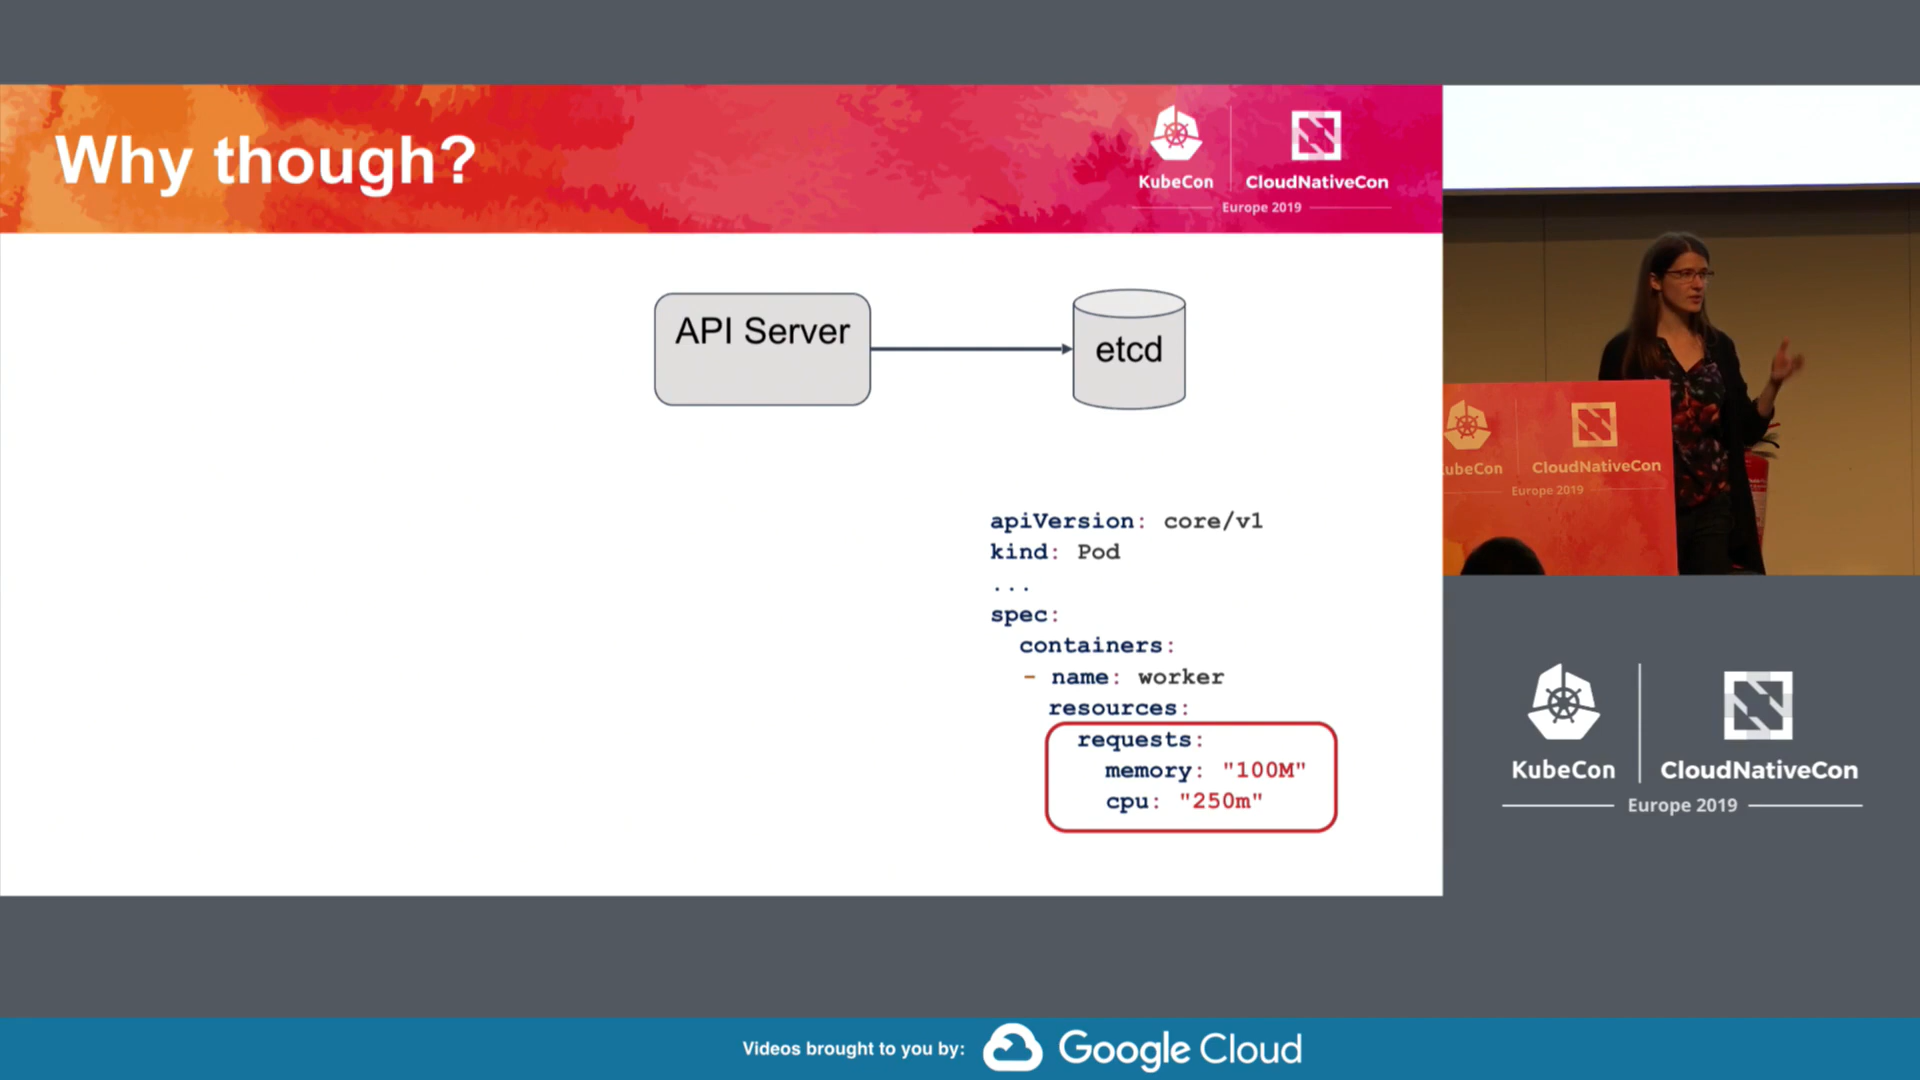 Why though?
KubeCon
CloudNativeCon
Europe 2019
API Server
etcd
apiVersion: core/v1
kind: Pod
...
spec:
containers:
- name: worker
resources:
requests:
memory: "100M"
cpu: "250m"
ubeCon
CloudNativeCon
Europe 2019
KubeCon
CloudNativeCon
Europe 2019
Videos brought to you by:
Google Cloud